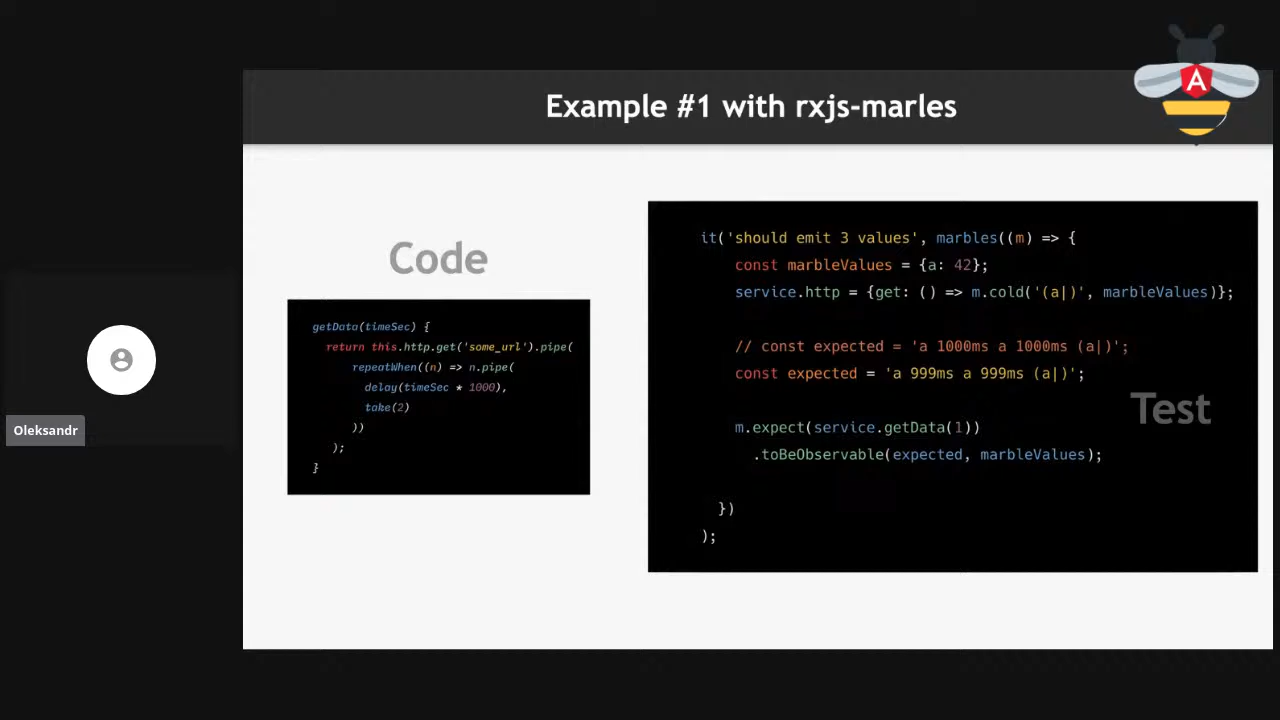 Example #1 with rxjs-marles
A
Code
getData(timeSec) {
return this.http.get('some_url').pipe(
repeatWhen((n) => n.pipe(
delay(timeSec * 1000),
take(2)
))
);
}
it('should emit 3 values', marbles((m) => {
const marbleValues = {a: 42};
service.http = {get: () => m.cold('(a|)', marbleValues)};
// const expected = 'a 1000ms a 1000ms (a|)';
const expected = 'a 999ms a 999ms (a|)';
Test
m.expect(service.getData(1))
.toBeObservable(expected, marbleValues);
})
);
Oleksandr